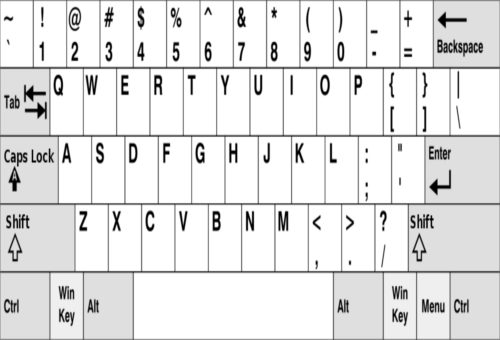 ~ ! @ # $ % ^ & * ( ) _ +
` 1 2 3 4 5 6 7 8 9 0 - = Backspace
Tab Q W E R T Y U I O P { } |
[ ] \
Caps Lock A S D F G H J K L : " Enter
; '
Shift Z X C V B N M < > ? Shift
, . /
Ctrl Win Key Alt Alt Win Key Menu Ctrl